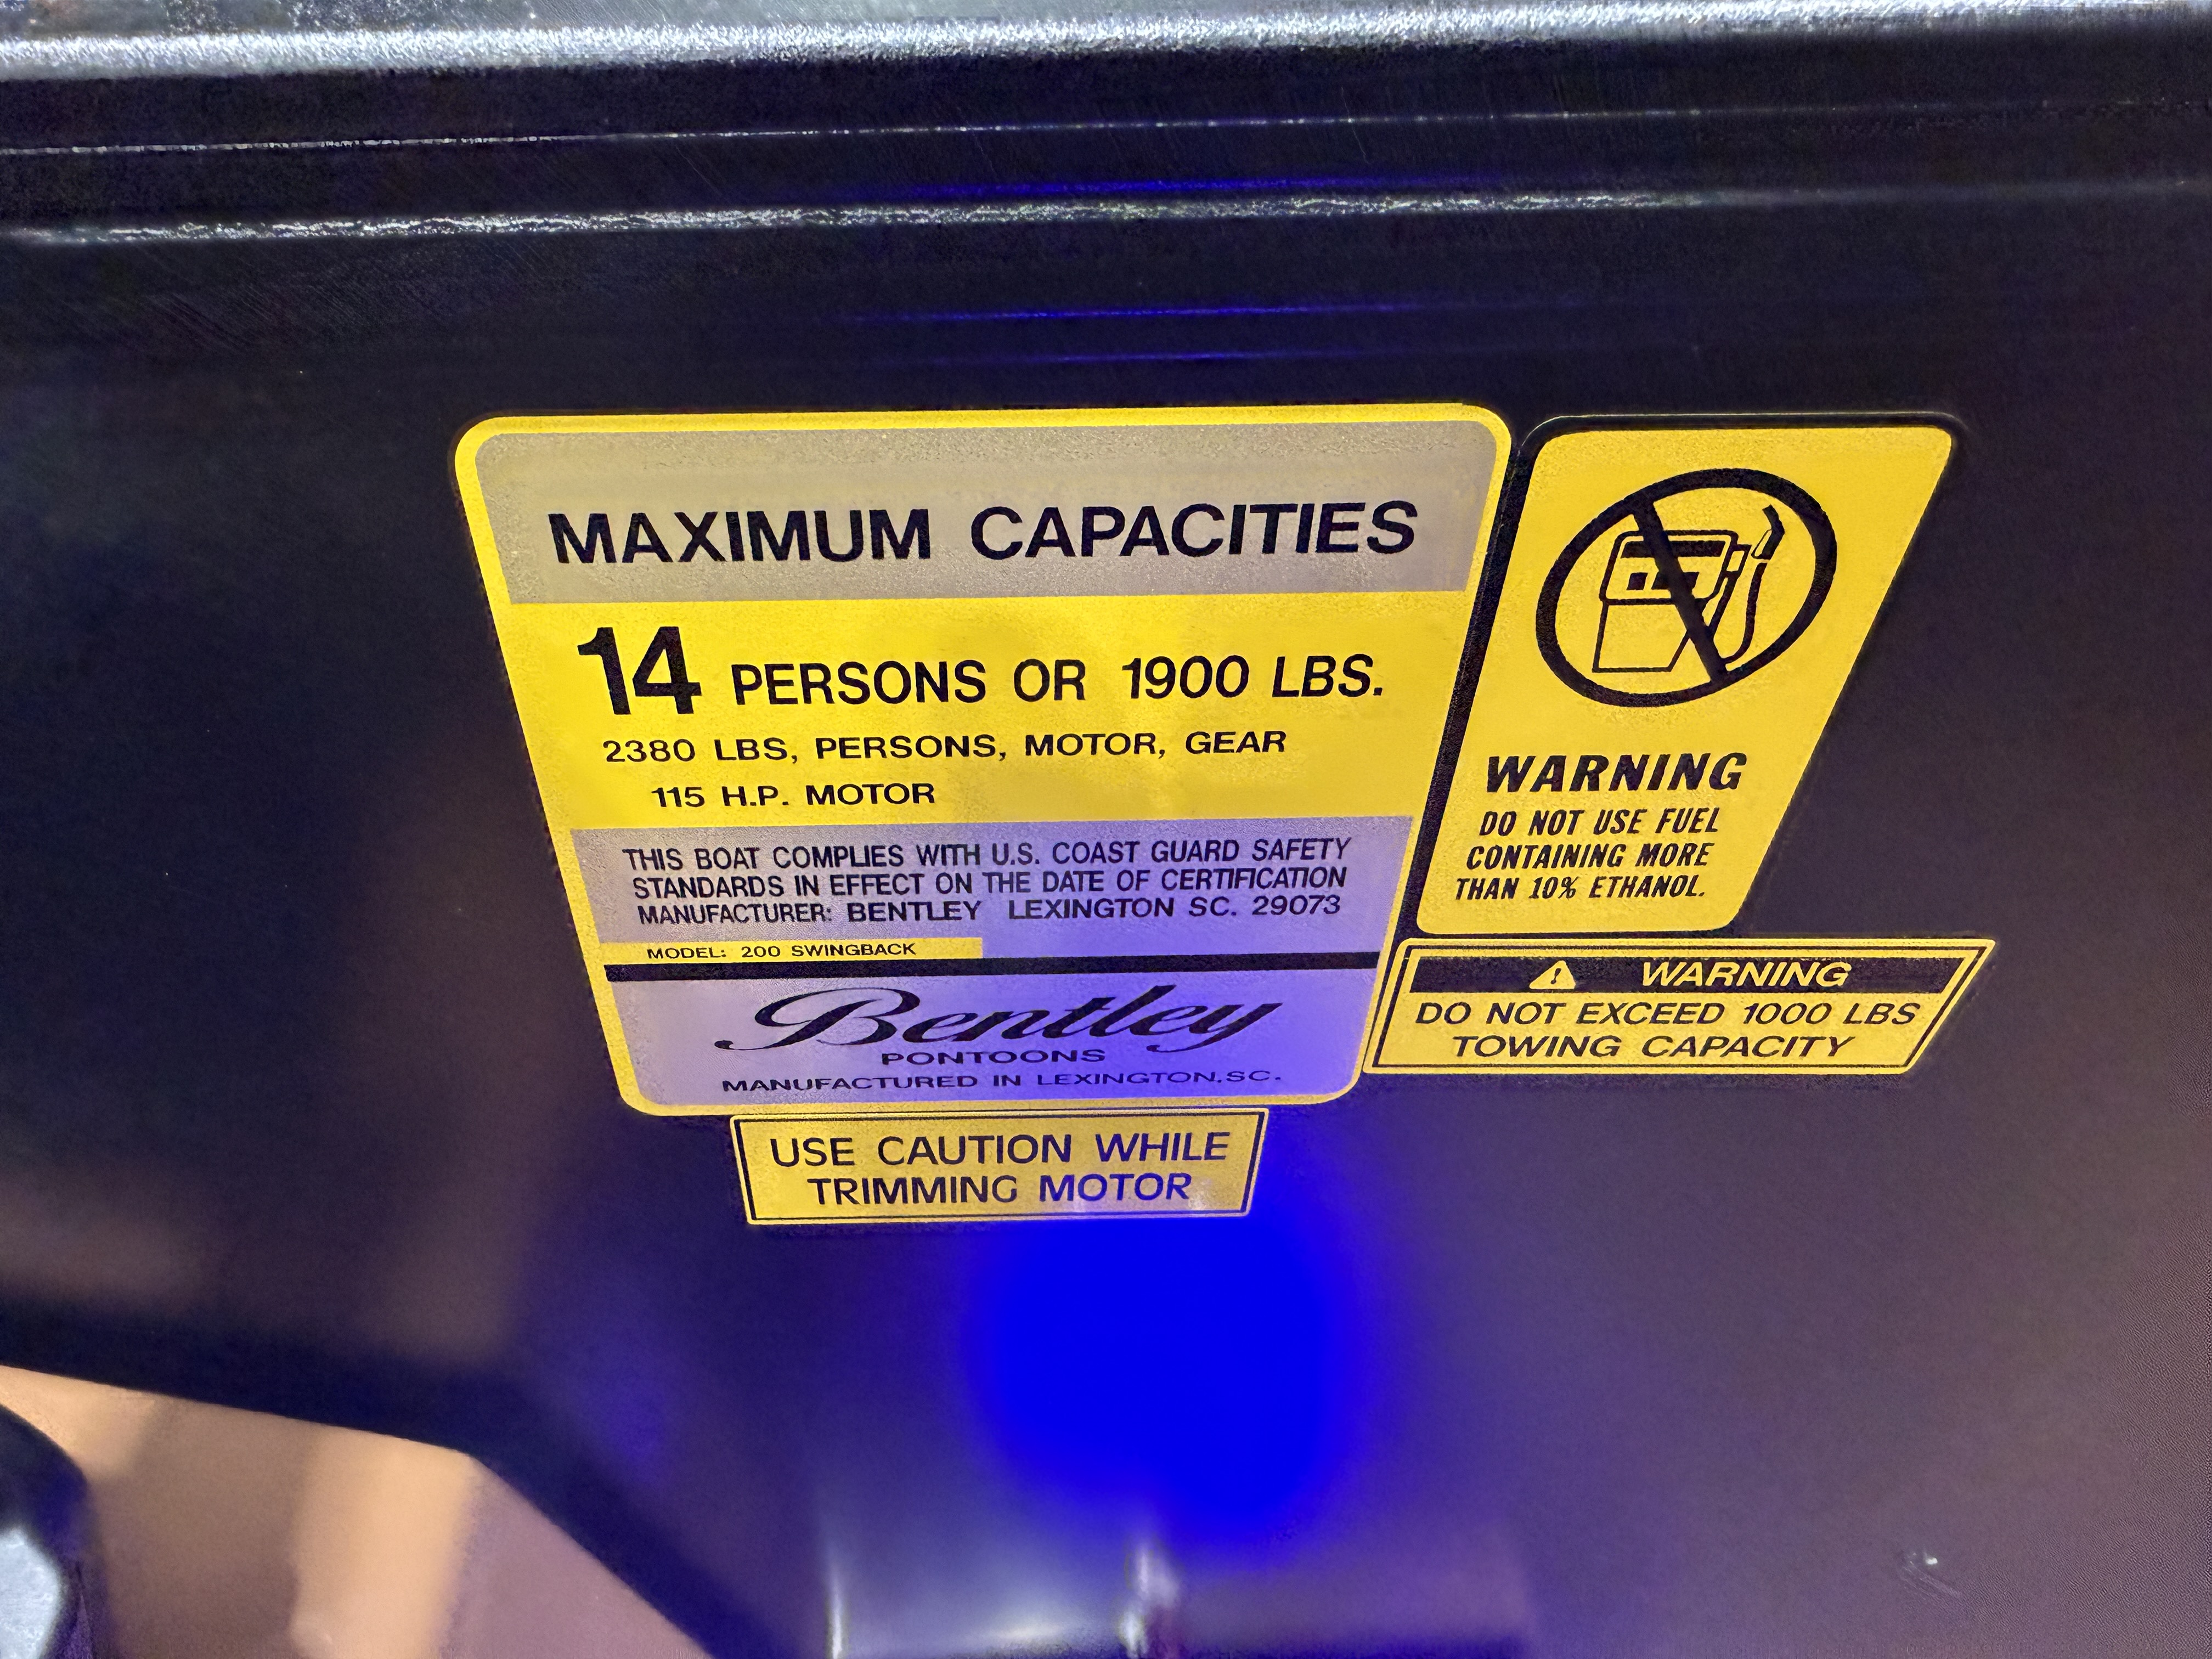 MAXIMUM CAPACITIES
14 PERSONS OR 1900 LBS.
2380 LBS, PERSONS, MOTOR, GEAR
115 H.P. MOTOR
THIS BOAT COMPLIES WITH U.S. COAST GUARD SAFETY
STANDARDS IN EFFECT ON THE DATE OF CERTIFICATION
MANUFACTURER: BENTLEY LEXINGTON SC. 29073
MODEL: 200 SWINGBACK
Bentley
PONTOONS
MANUFACTURED IN LEXINGTON,SC.
USE CAUTION WHILE
TRIMMING MOTOR
WARNING
DO NOT USE FUEL
CONTAINING MORE
THAN 10% ETHANOL.
WARNING
DO NOT EXCEED 1000 LBS
TOWING CAPACITY